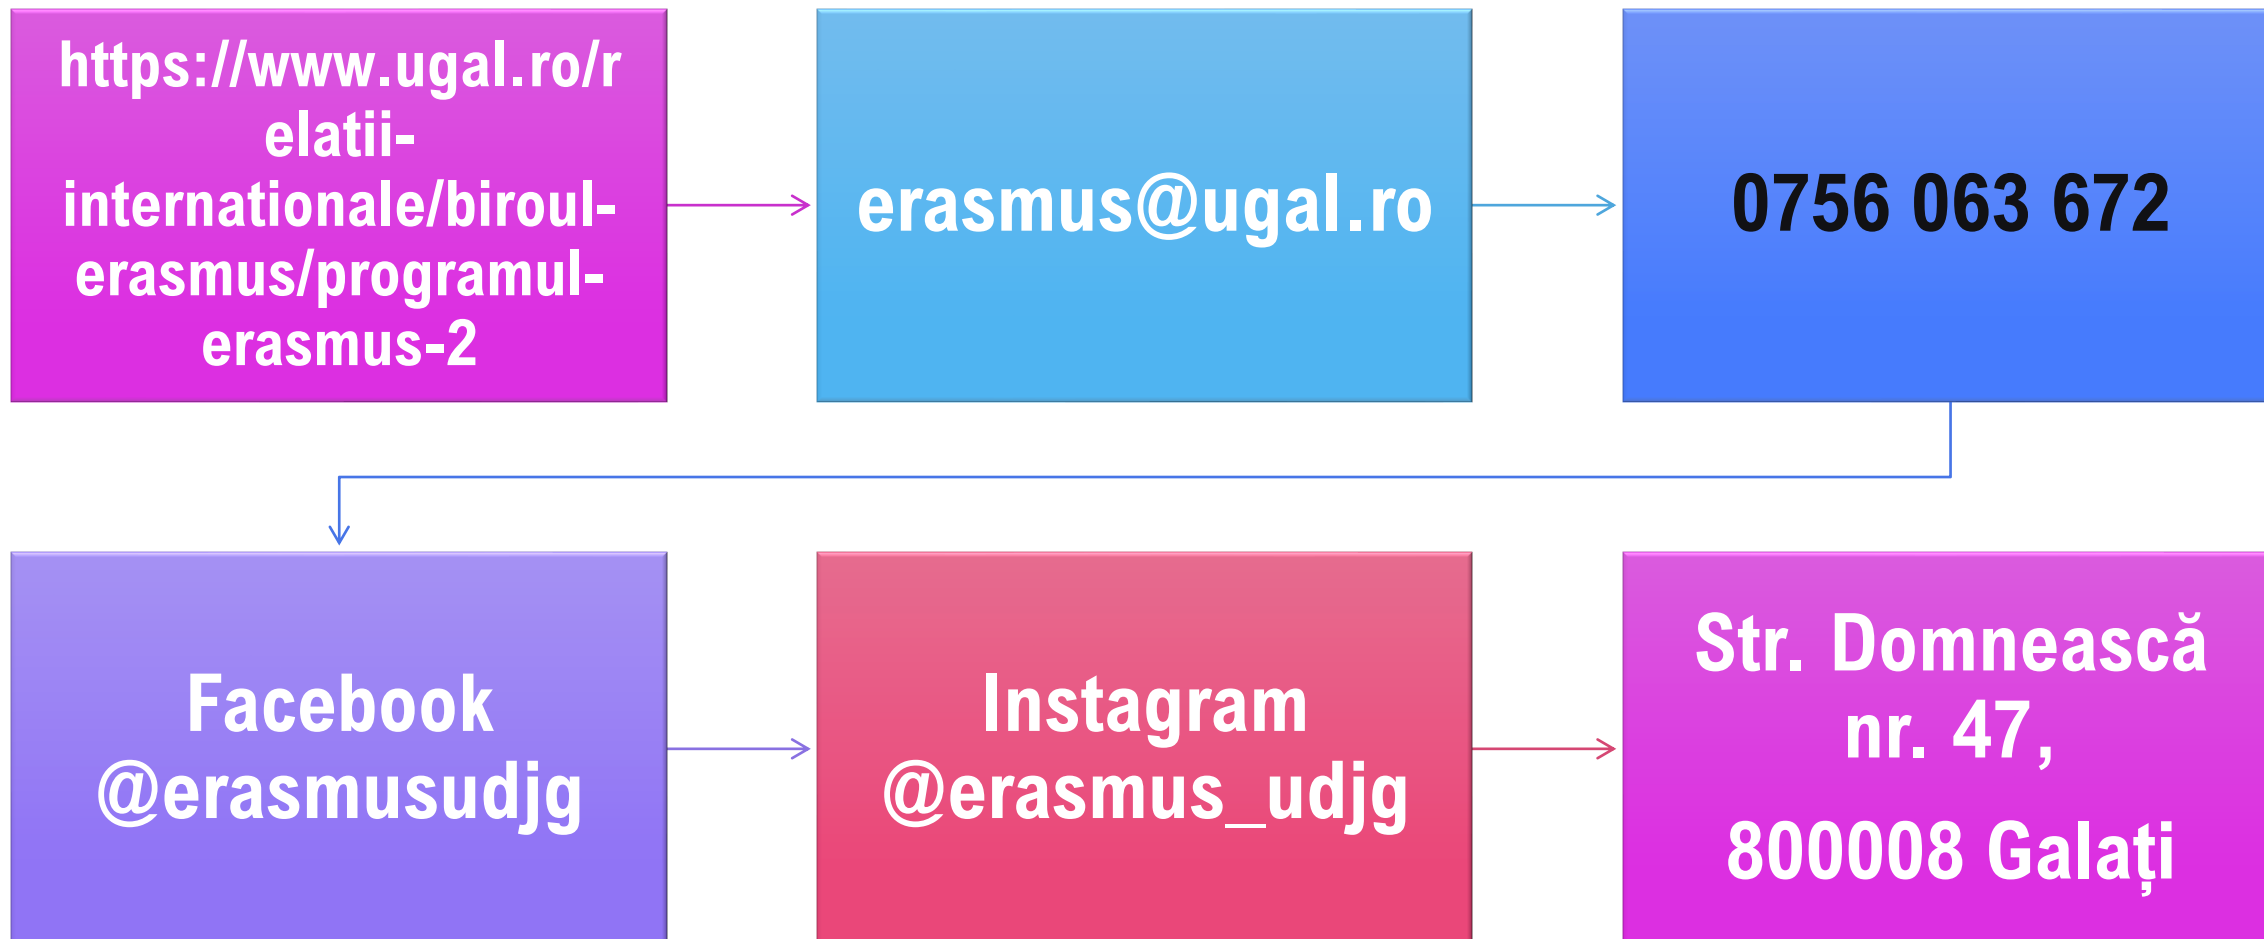 https://www.ugal.ro/r
elatii-
internationale/biroul-
erasmus/programul-
erasmus-2
erasmus@ugal.ro
0756 063 672
Facebook
@erasmusudjg
Instagram
@erasmus_udjg
Str. Domnească
nr. 47,
800008 Galați